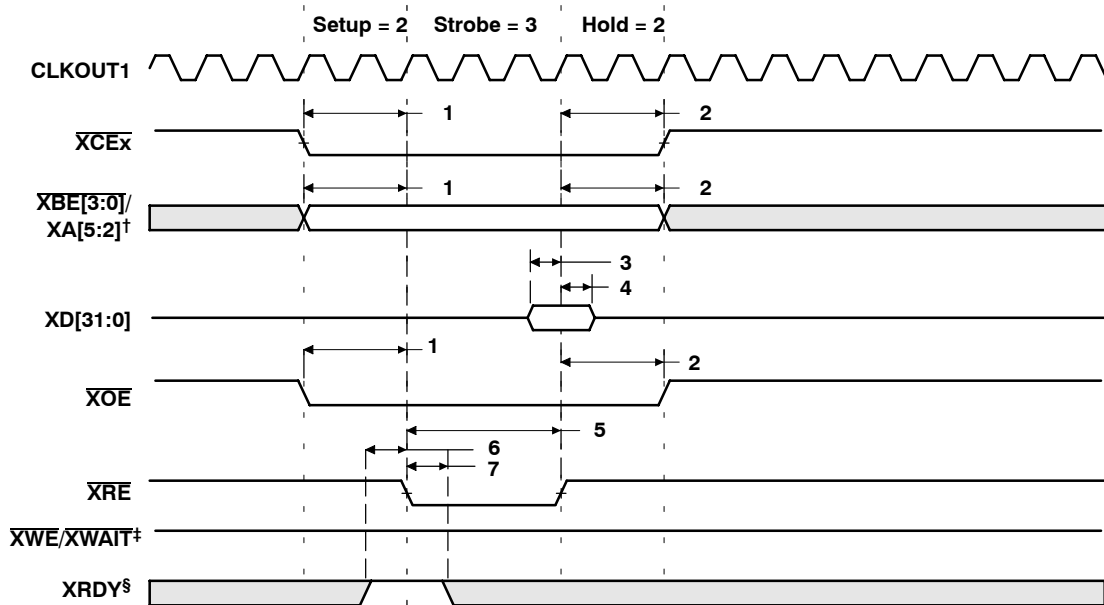 Setup = 2 Strobe = 3 Hold = 2
CLKOUT1
1 2
XCEx
1 2
XBE[3:0]/
XA[5:2]†
3
4
XD[31:0]
1
2
XOE
5
6
7
XRE
XWE/XWAIT‡
XRDY§